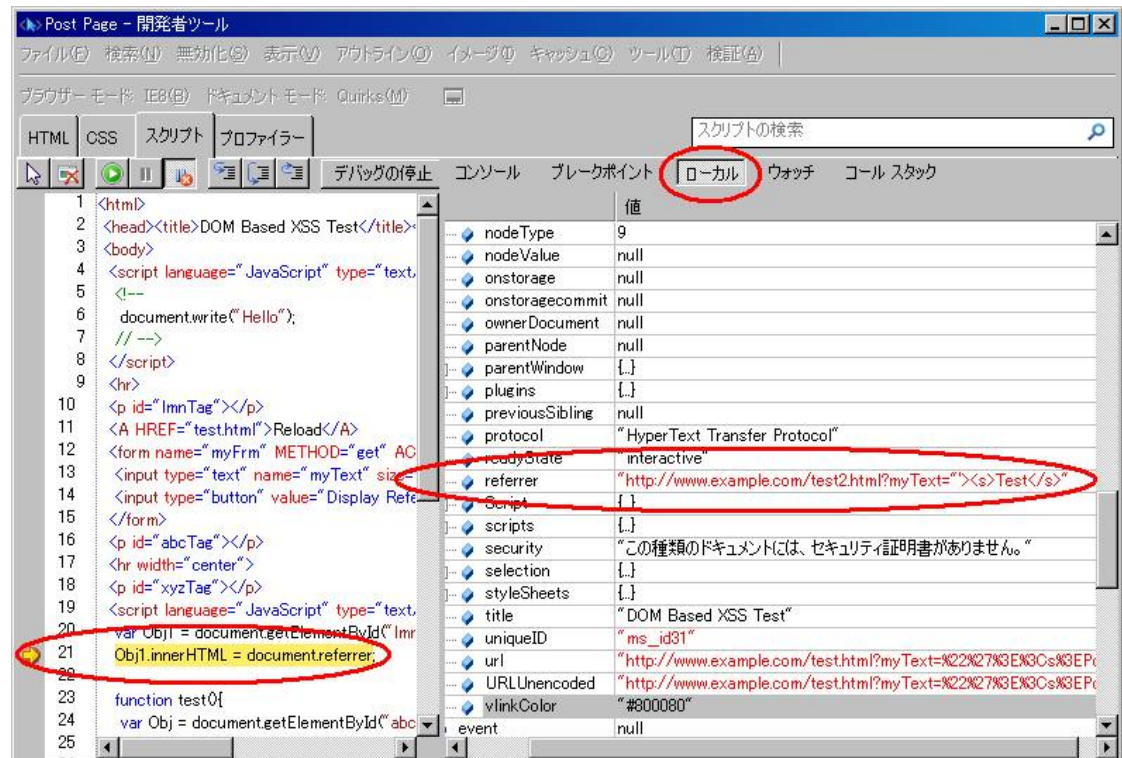 Post Page - 開発者ツール
ファイル(F) 検索(N) 無効化(S) 表示(V) アウトライン(O) イメージ(I) キャッシュ(C) ツール(T) 検証(A)
ブラウザー モード: IE8(B) ドキュメント モード: Quirks(M)
HTML CSS スクリプト プロファイラー スクリプトの検索
デバッグの停止 コンソール ブレークポイント ローカル ウォッチ コール スタック
1 <html>
2 <head><title>DOM Based XSS Test</title><
3 <body>
4 <script language="JavaScript" type="text/
5 <!--
6 document.write("Hello");
7 // -->
8 </script>
9 <hr>
10 <p id="ImnTag"></p>
11 <A HREF="test.html">Reload</A>
12 <form name="myFrm" METHOD="get" AC
13 <input type="text" name="myText" size=
14 <input type="button" value="Display Refe
15 </form>
16 <p id="abcTag"></p>
17 <hr width="center">
18 <p id="xyzTag"></p>
19 <script language="JavaScript" type="text/
20 var Obj1 = document.getElementById("Imn
21 Obj1.innerHTML = document.referrer;
22
23 function test(){
24 var Obj = document.getElementById("abc
25
値
nodeType 9
nodeValue null
onstorage null
onstoragecommit null
ownerDocument null
parentNode null
parentWindow {...}
plugins {...}
previousSibling null
protocol "HyperText Transfer Protocol"
readyState "interactive"
referrer "http://www.example.com/test2.html?myText="'><s>Test</s>"
Script {...}
scripts {...}
security "この種類のドキュメントには、セキュリティ証明書がありません。"
selection {...}
styleSheets {...}
title "DOM Based XSS Test"
uniqueID "ms_id31"
url "http://www.example.com/test.html?myText=%22%27%3E%3Cs%3EPo
URLUnencoded "http://www.example.com/test.html?myText=%22%27%3E%3Cs%3EPo
vlinkColor "#800080"
event null